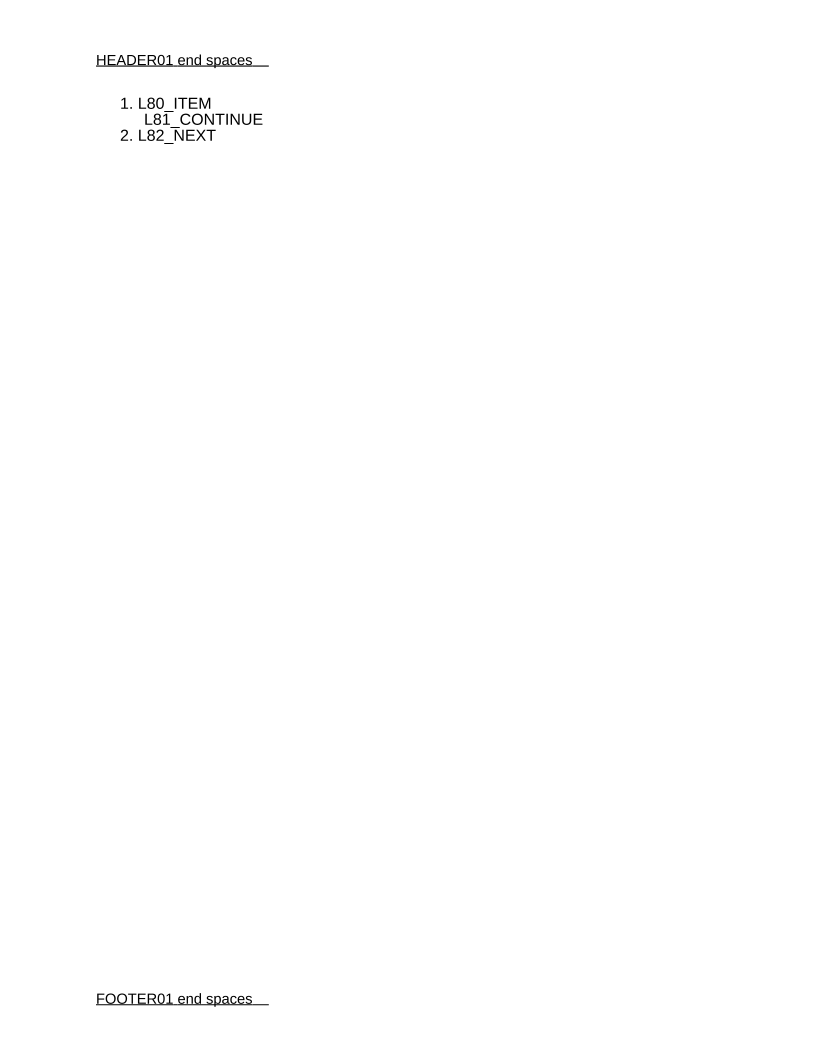 HEADER01 end spaces    
1. L80_ITEM
L81_CONTINUE
2. L82_NEXT
FOOTER01 end spaces